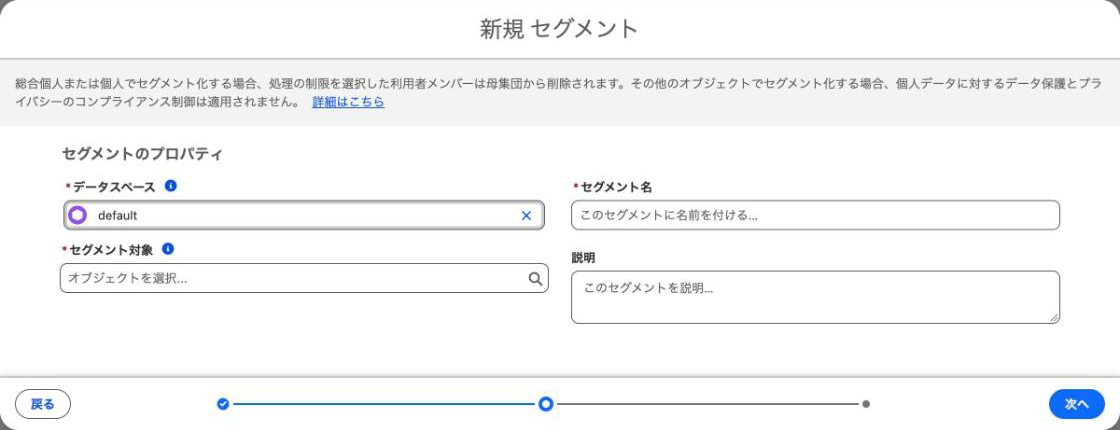 新規 セグメント
総合個人または個人でセグメント化する場合、処理の制限を選択した利用者メンバーは母集団から削除されます。その他のオブジェクトでセグメント化する場合、個人データに対するデータ保護とプラ
イバシーのコンプライアンス制御は適用されません。 詳細はこちら
セグメントのプロパティ
*データスペース
default
*セグメント対象
オブジェクトを選択...
*セグメント名
このセグメントに名前を付ける...
説明
このセグメントを説明...
戻る
次へ